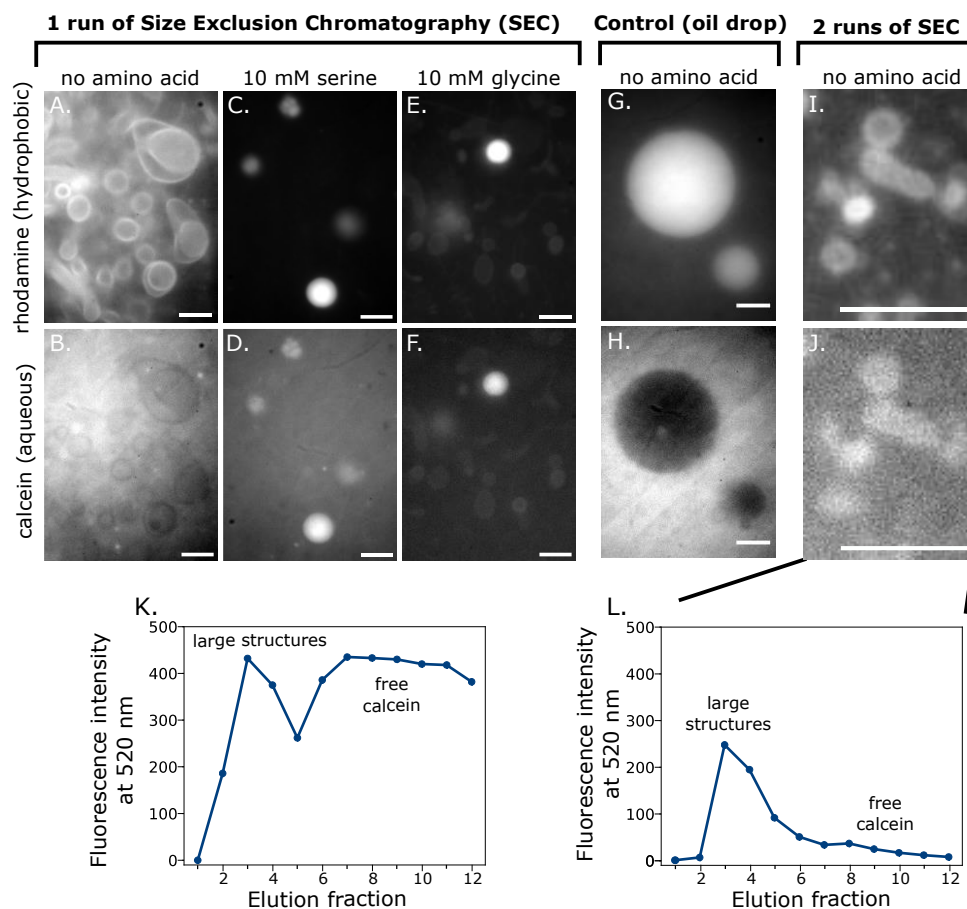 1 run of Size Exclusion Chromatography (SEC)
Control (oil drop)
2 runs of SEC
no amino acid
10 mM serine
10 mM glycine
no amino acid
no amino acid
rhodamine (hydrophobic)
A.
C.
E.
G.
I.
calcein (aqueous)
B.
D.
F.
H.
J.
K.
Fluorescence intensity
at 520 nm
500
400
300
200
100
0
large structures
free
calcein
2
4
6
8
10
12
Elution fraction
L.
Fluorescence intensity
at 520 nm
500
400
300
200
100
0
large
structures
free
calcein
2
4
6
8
10
12
Elution fraction